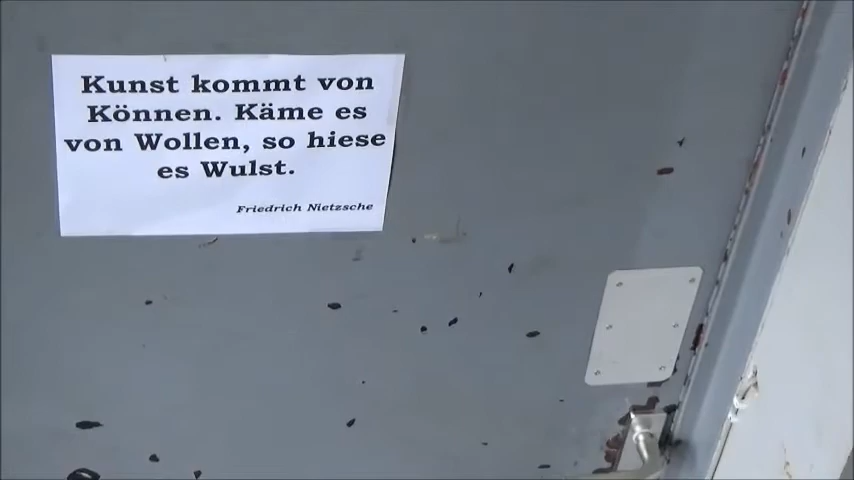 Kunst kommt von
Können. Käme es
von Wollen, so hiese
es Wulst.
Friedrich Nietzsche